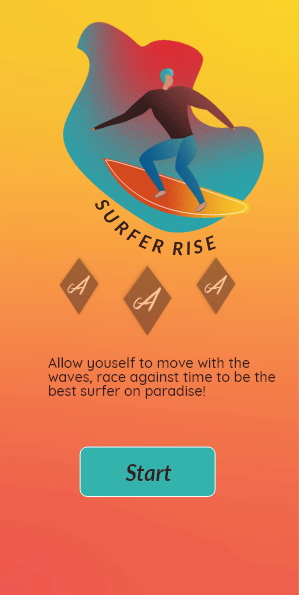 SURFER RISE
A A A
Allow youself to move with the
waves, race against time to be the
best surfer on paradise!
Start